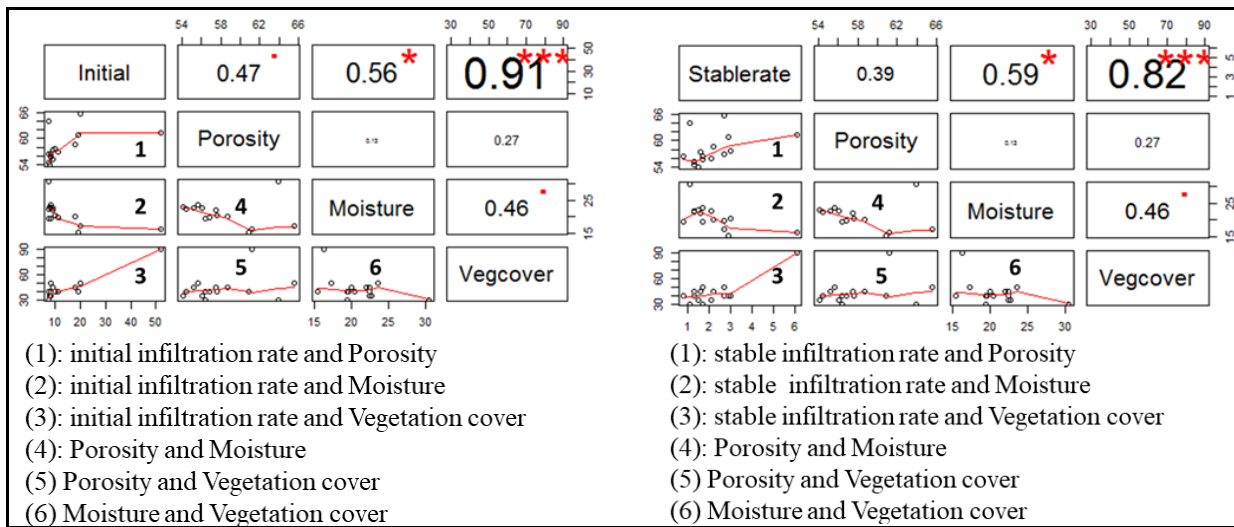 54 58 62 66 30 50 70 90
Initial 0.47 . 0.56 * 0.91 *** 10 30 50
54 60 66 1 Porosity 0.13 0.27
2 4 Moisture 0.46 . 15 25
30 60 90 3 5 6 Vegcover
10 20 30 40 50 15 20 25 30
(1): initial infiltration rate and Porosity
(2): initial infiltration rate and Moisture
(3): initial infiltration rate and Vegetation cover
(4): Porosity and Moisture
(5) Porosity and Vegetation cover
(6) Moisture and Vegetation cover
54 58 62 66 30 50 70 90
Stablerate 0.39 0.59 * 0.82 *** 1 3 5
54 60 66 1 Porosity 0.13 0.27
2 4 Moisture 0.46 . 15 25
30 60 90 3 5 6 Vegcover
1 2 3 4 5 6 15 20 25 30
(1): stable infiltration rate and Porosity
(2): stable infiltration rate and Moisture
(3): stable infiltration rate and Vegetation cover
(4): Porosity and Moisture
(5) Porosity and Vegetation cover
(6) Moisture and Vegetation cover